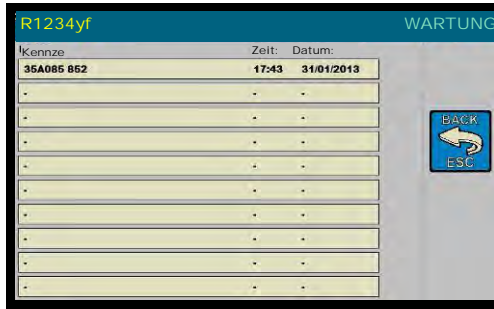 R1234yf WARTUNG
Kennze Zeit: Datum:
35A085 852 17:43 31/01/2013
- - -
- - -
- - -
- - -
- - -
- - -
- - -
- - -
- - -
BACK
ESC